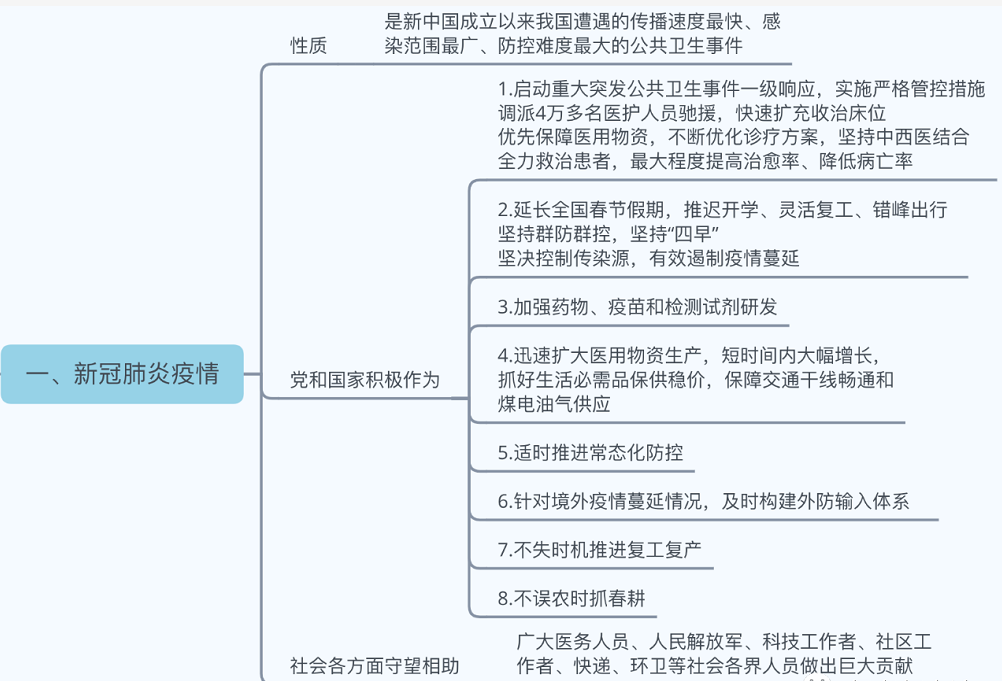 是新中国成立以来我国遭遇的传播速度最快、感
性质
染范围最广、防控难度最大的公共卫生事件
1.启动重大突发公共卫生事件一级响应，实施严格管控措施
调派4万多名医护人员驰援，快速扩充收治床位
优先保障医用物资，不断优化诊疗方案，坚持中西医结合
全力救治患者，最大程度提高治愈率、降低病亡率
2.延长全国春节假期，推迟开学、灵活复工、错峰出行
坚持群防群控，坚持“四早”
坚决控制传染源，有效遏制疫情蔓延
3.加强药物、疫苗和检测试剂研发
一、新冠肺炎疫情
党和国家积极作为
4.迅速扩大医用物资生产，短时间内大幅增长，
抓好生活必需品保供稳价，保障交通干线畅通和
煤电油气供应
5.适时推进常态化防控
6.针对境外疫情蔓延情况，及时构建外防输入体系
7.不失时机推进复工复产
8.不误农时抓春耕
社会各方面守望相助
广大医务人员、人民解放军、科技工作者、社区工
作者、快递、环卫等社会各界人员做出巨大贡献